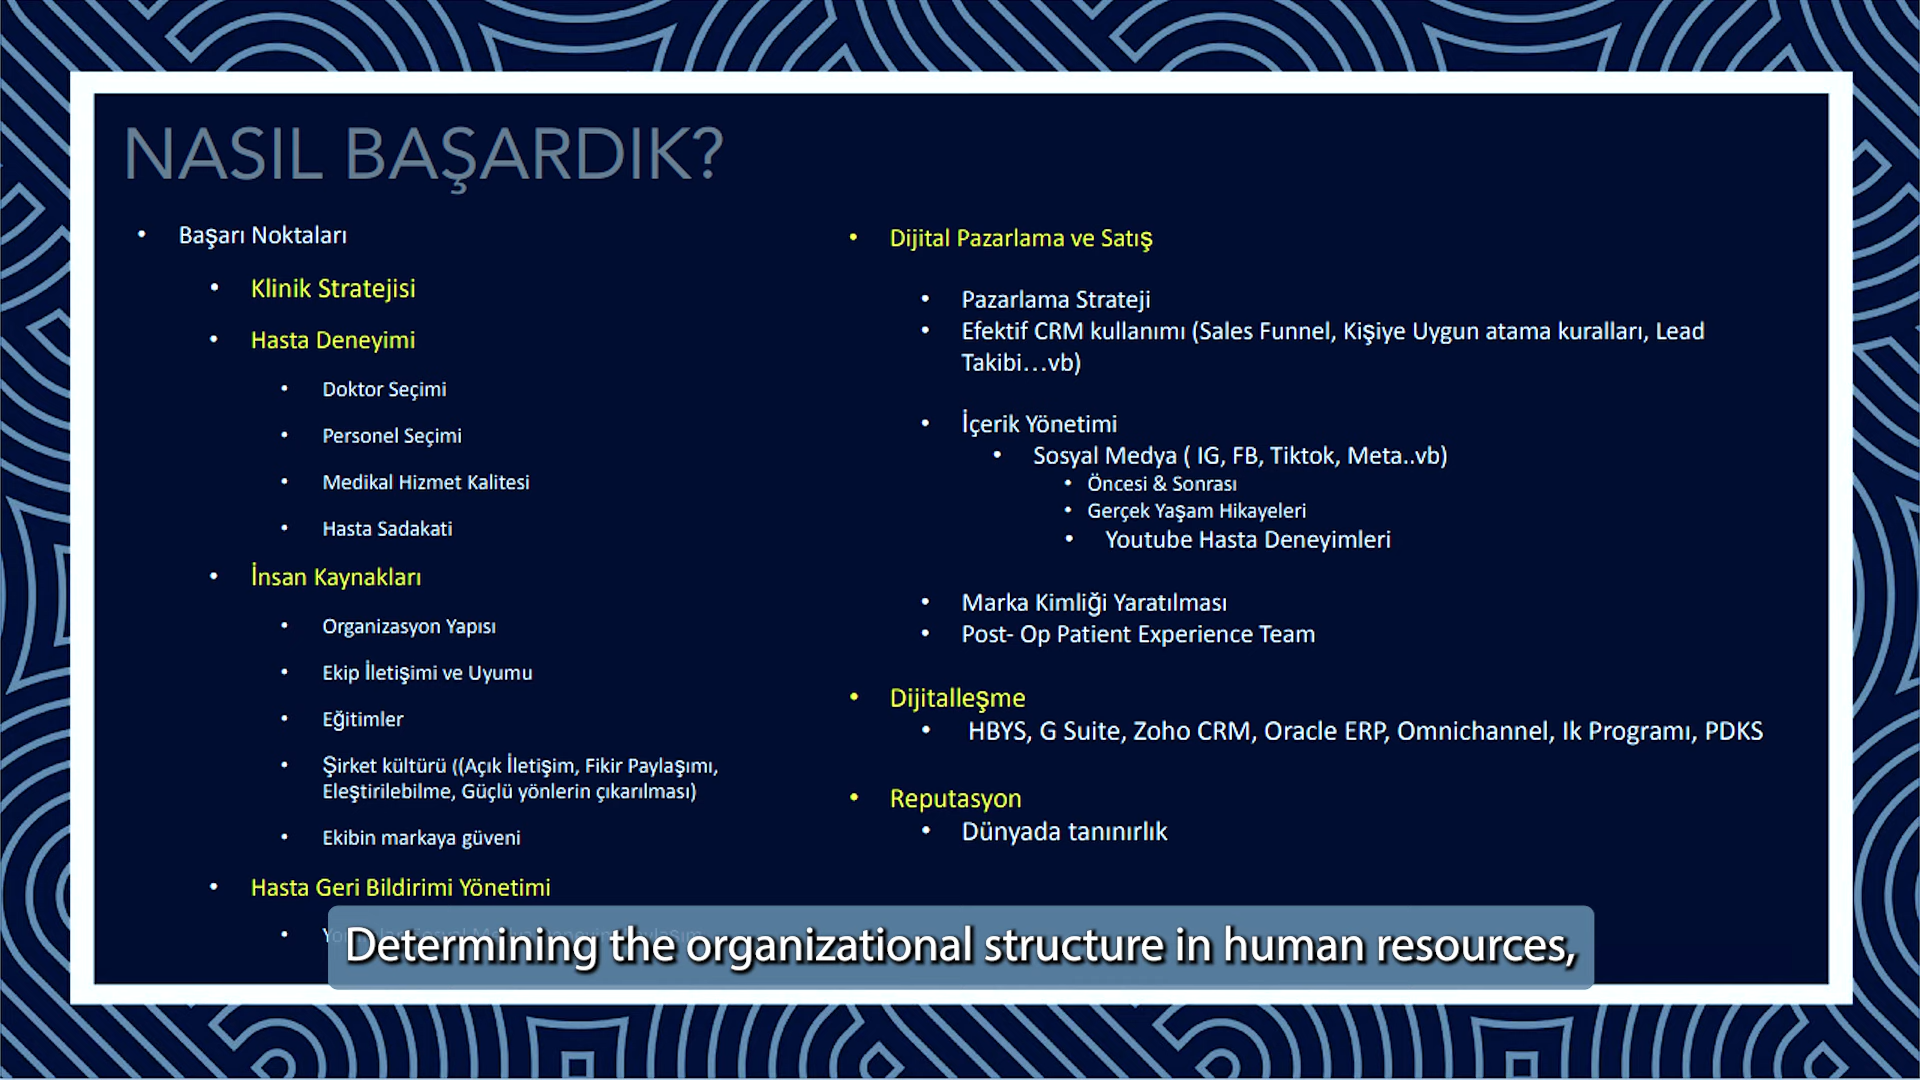 NASIL BAŞARDIK?
• Başarı Noktaları
• Klinik Stratejisi
• Hasta Deneyimi
• Doktor Seçimi
• Personel Seçimi
• Medikal Hizmet Kalitesi
• Hasta Sadakati
• İnsan Kaynakları
• Organizasyon Yapısı
• Ekip İletişimi ve Uyumu
• Eğitimler
• Şirket kültürü ((Açık İletişim, Fikir Paylaşımı,
Eleştirilebilme, Güçlü yönlerin çıkarılması)
• Ekibin markaya güveni
• Hasta Geri Bildirimi Yönetimi
• Dijital Pazarlama ve Satış
• Pazarlama Strateji
• Efektif CRM kullanımı (Sales Funnel, Kişiye Uygun atama kuralları, Lead
Takibi...vb)
• İçerik Yönetimi
• Sosyal Medya ( IG, FB, Tiktok, Meta..vb)
• Öncesi & Sonrası
• Gerçek Yaşam Hikayeleri
• Youtube Hasta Deneyimleri
• Marka Kimliği Yaratılması
• Post- Op Patient Experience Team
• Dijitalleşme
• HBYS, G Suite, Zoho CRM, Oracle ERP, Omnichannel, Ik Programı, PDKS
• Reputasyon
• Dünyada tanınırlık
Determining the organizational structure in human resources,